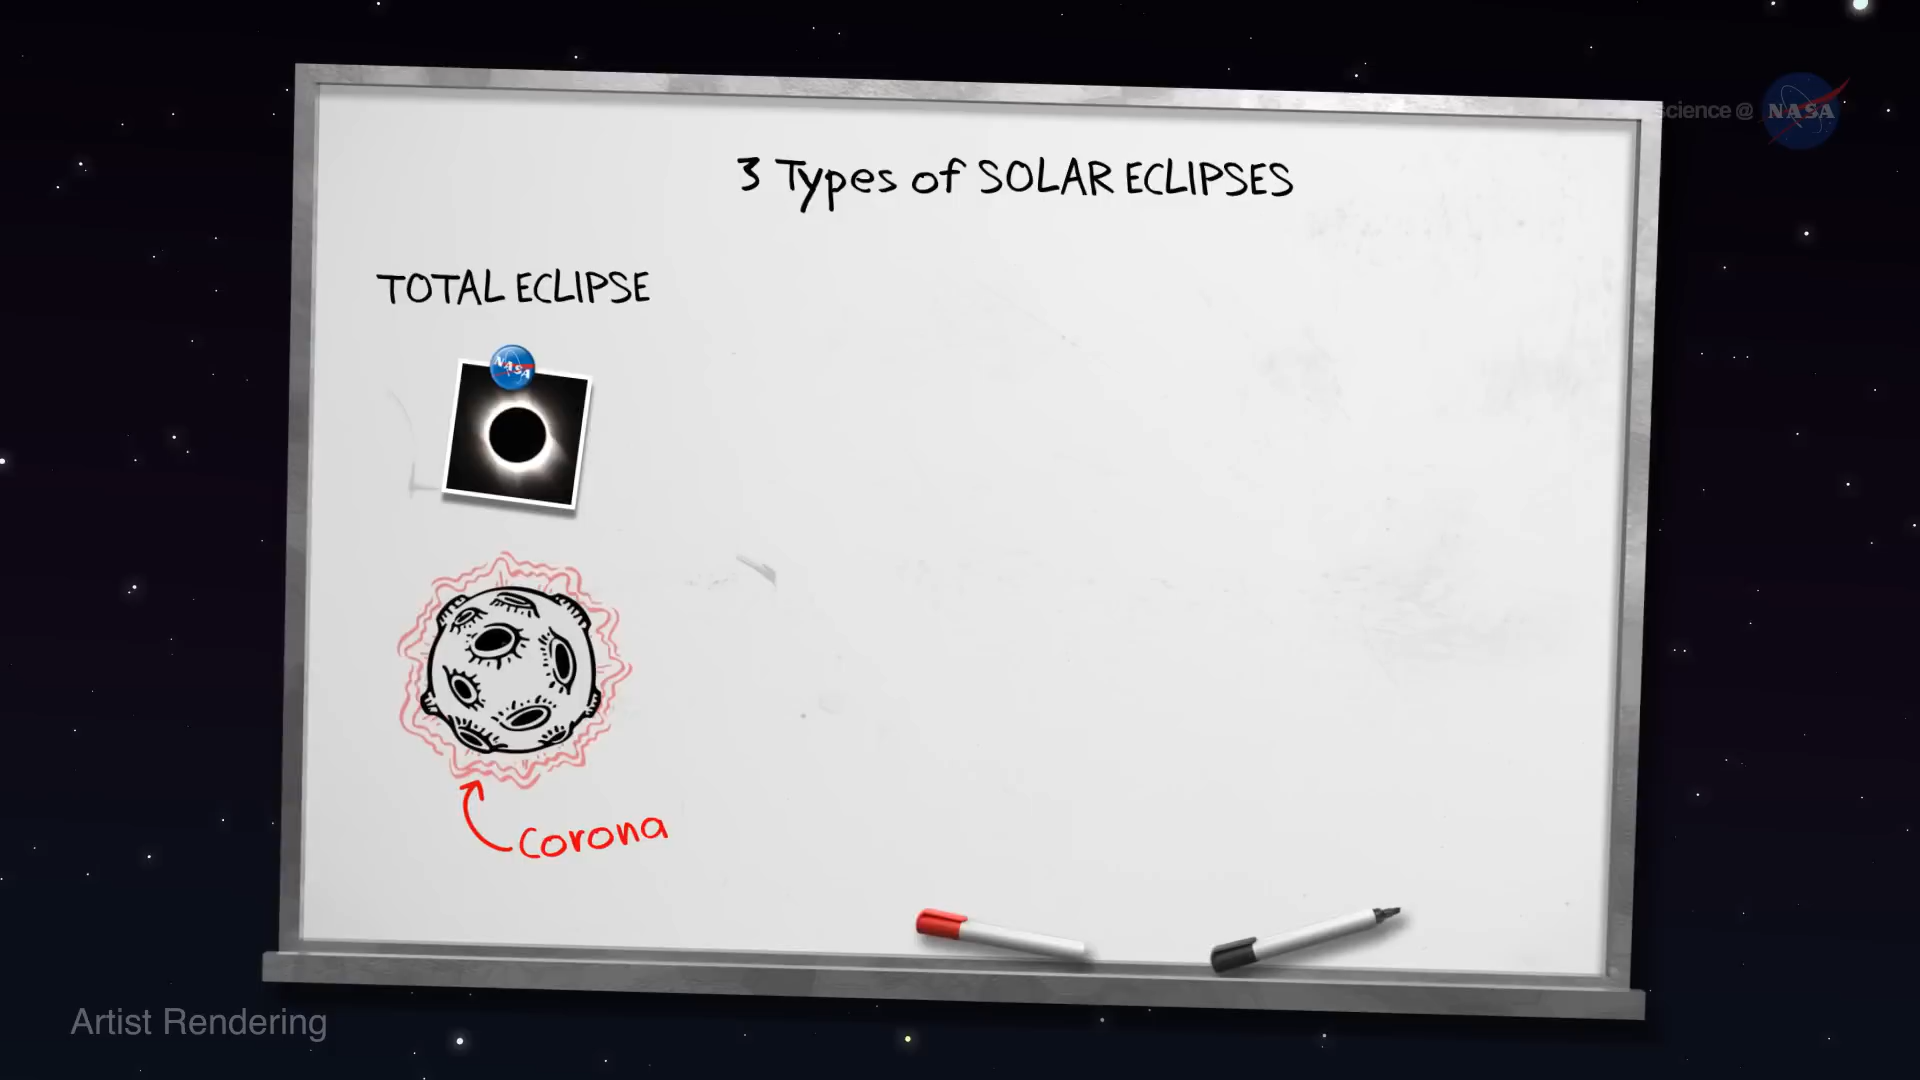 science @ NASA
3 Types of SOLAR ECLIPSES
TOTAL ECLIPSE
NASA
Corona
Artist Rendering